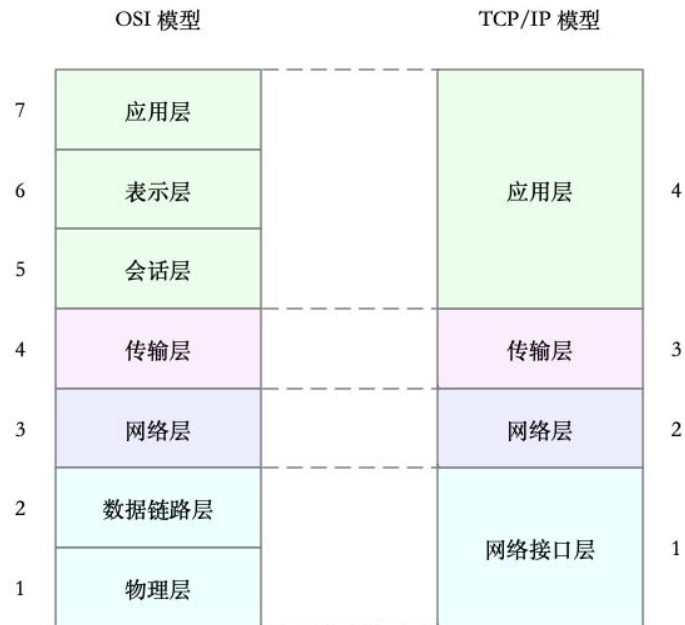 OSI 模型 TCP/IP 模型
7 应用层
6 表示层 应用层 4
5 会话层
4 传输层 传输层 3
3 网络层 网络层 2
2 数据链路层
网络接口层 1
1 物理层